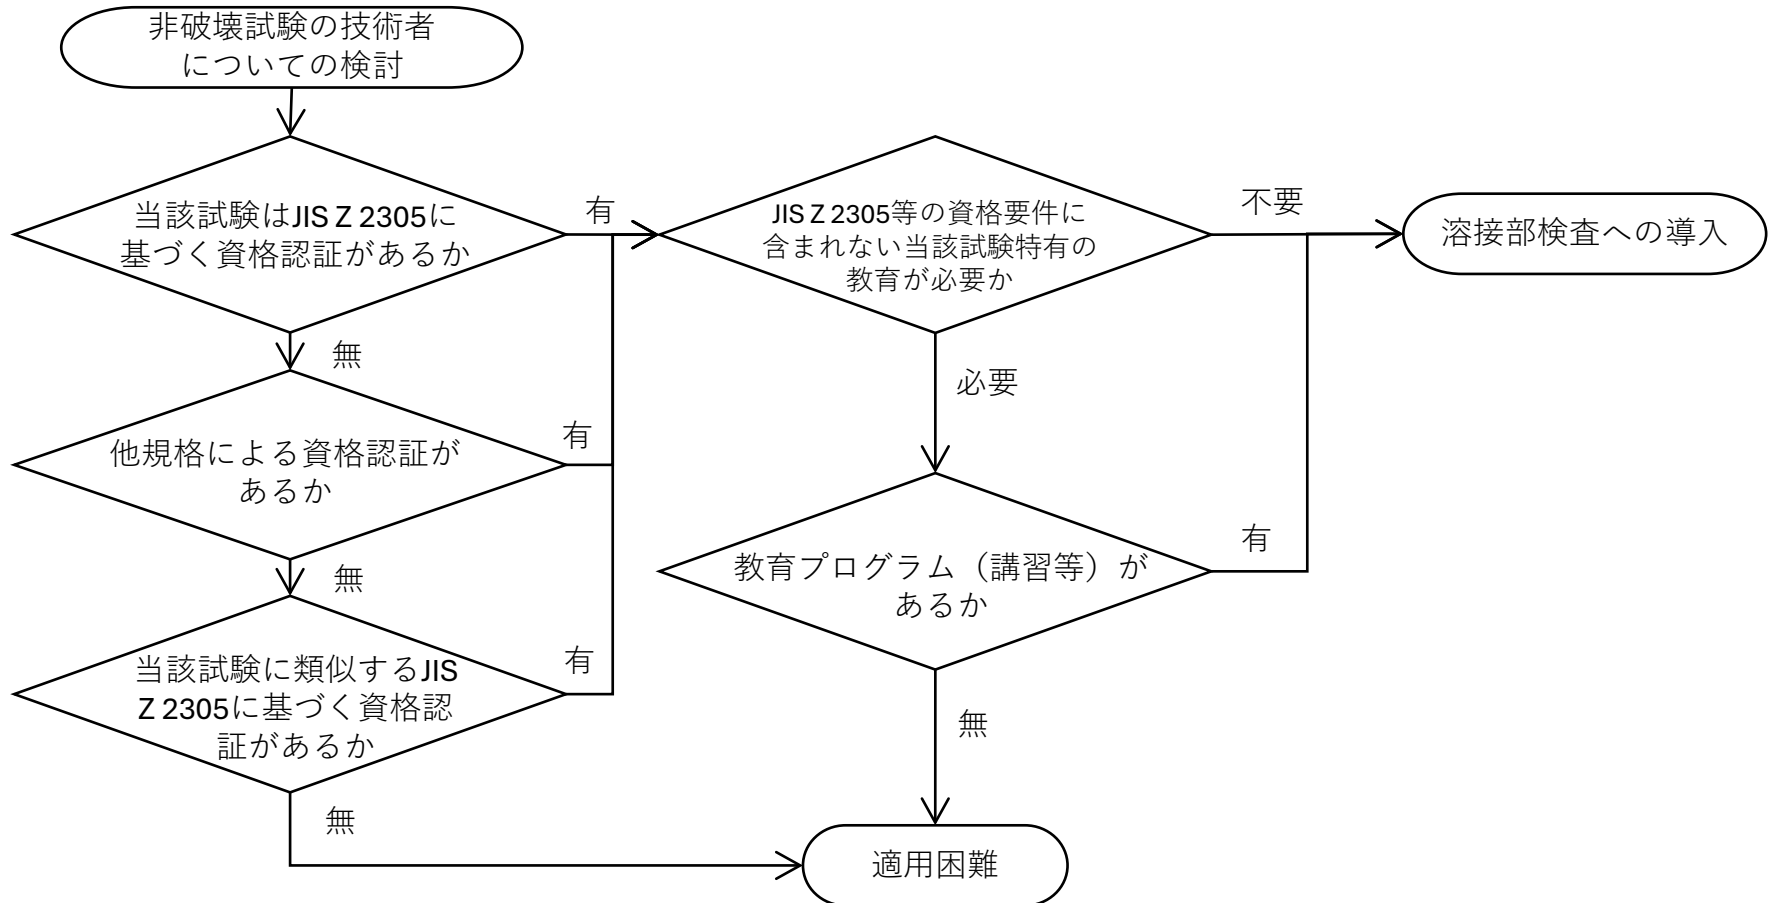 非破壊試験の技術者
についての検討
当該試験はJIS Z 2305に
基づく資格認証があるか
有
無
他規格による資格認証が
あるか
有
無
当該試験に類似するJIS
Z 2305に基づく資格認
証があるか
有
無
JIS Z 2305等の資格要件に
含まれない当該試験特有の
教育が必要か
不要
必要
教育プログラム（講習等）が
あるか
有
無
溶接部検査への導入
適用困難